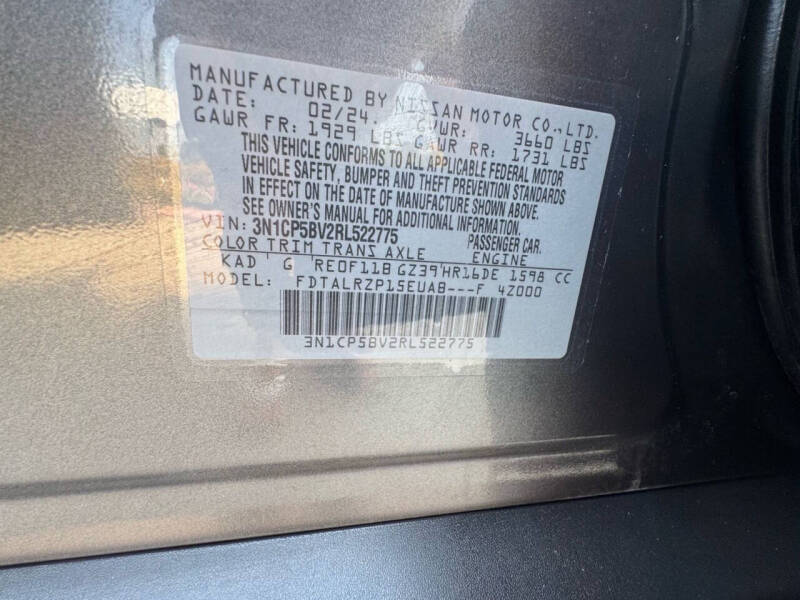 MANUFACTURED BY NISSAN MOTOR CO.,LTD.
DATE: 02/24 GVWR: 3660 LBS
GAWR FR: 1929 LBS GAWR RR: 1731 LBS
THIS VEHICLE CONFORMS TO ALL APPLICABLE FEDERAL MOTOR
VEHICLE SAFETY, BUMPER AND THEFT PREVENTION STANDARDS
IN EFFECT ON THE DATE OF MANUFACTURE SHOWN ABOVE.
SEE OWNER'S MANUAL FOR ADDITIONAL INFORMATION.
VIN: 3N1CP5BV2RL522775 PASSENGER CAR.
COLOR TRIM TRANS AXLE ENGINE
KAD G RE0F11B GZ39 HR16DE 1598 CC
MODEL: FDTALRZP15EUAB---F 4Z000
3N1CP5BV2RL522775